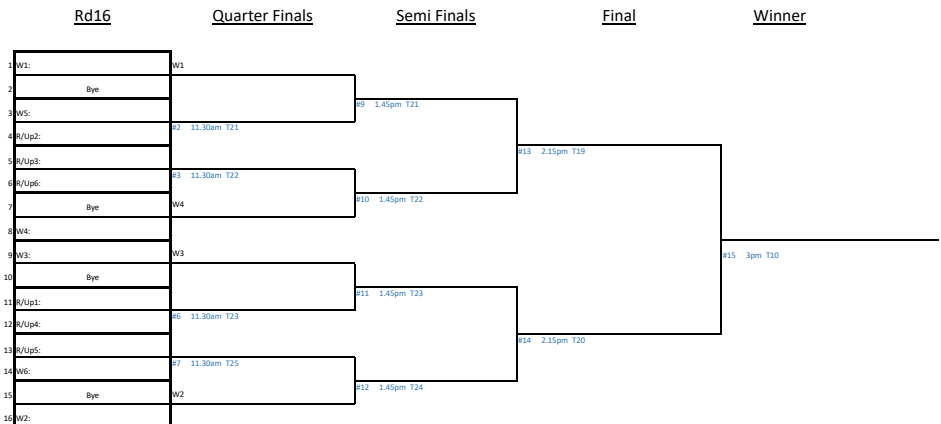 Rd16 Quarter Finals Semi Finals Final Winner
1 W1: W1
2 Bye
#9 1.45pm T21
3 W5:
#2 11.30am T21
4 R/Up2:
#13 2.15pm T19
5 R/Up3:
#3 11.30am T22
6 R/Up6:
#10 1.45pm T22
7 Bye W4
8 W4:
9 W3: W3
#15 3pm T10
10 Bye
#11 1.45pm T23
11 R/Up1:
#6 11.30am T23
12 R/Up4:
#14 2.15pm T20
13 R/Up5:
#7 11.30am T25
14 W6:
#12 1.45pm T24
15 Bye W2
16 W2: